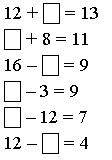 12 + □ = 13
□ + 8 = 11
16 – □ = 9
□ – 3 = 9
□ – 12 = 7
12 – □ = 4